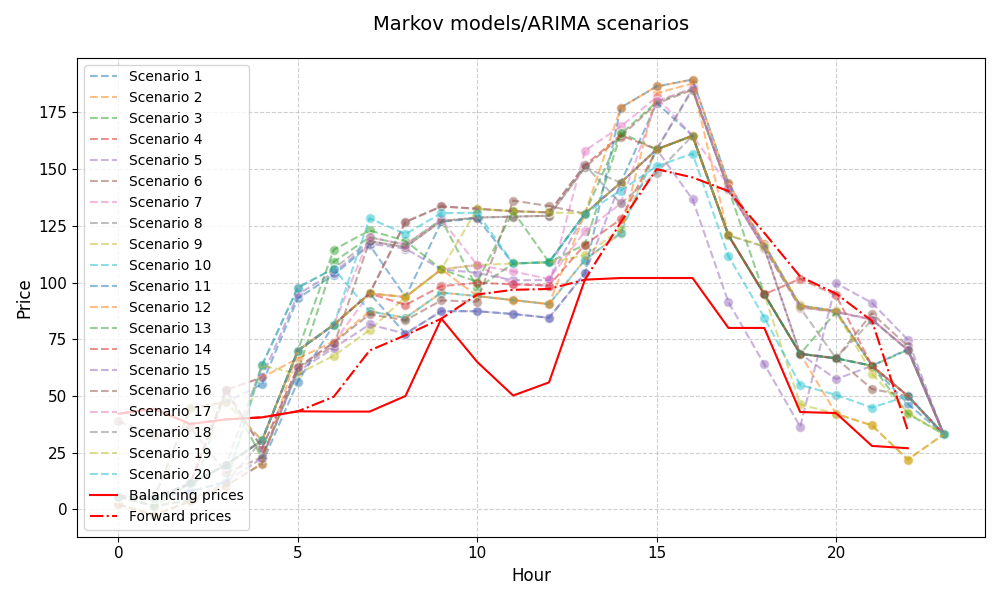 Markov models/ARIMA scenarios
Price
175
150
125
100
75
50
25
0
Scenario 1
Scenario 2
Scenario 3
Scenario 4
Scenario 5
Scenario 6
Scenario 7
Scenario 8
Scenario 9
Scenario 10
Scenario 11
Scenario 12
Scenario 13
Scenario 14
Scenario 15
Scenario 16
Scenario 17
Scenario 18
Scenario 19
Scenario 20
Balancing prices
Forward prices
0 5 10 15 20
Hour